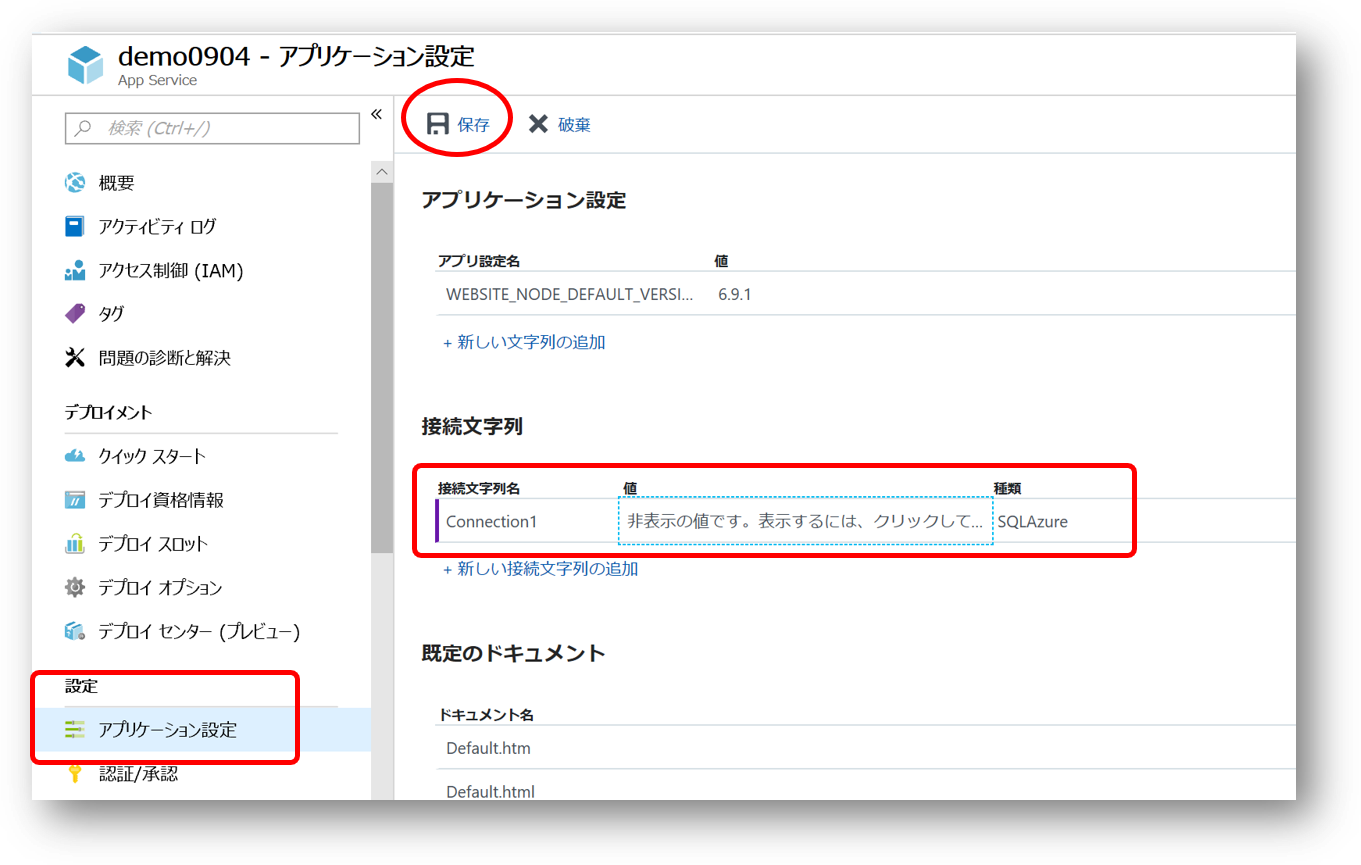 demo0904 - アプリケーション設定
App Service
検索 (Ctrl+/)
«
概要
アクティビティ ログ
アクセス制御 (IAM)
タグ
問題の診断と解決
デプロイメント
クイック スタート
デプロイ資格情報
デプロイ スロット
デプロイ オプション
デプロイ センター (プレビュー)
設定
アプリケーション設定
認証/承認
保存 破棄
アプリケーション設定
アプリ設定名 値
WEBSITE_NODE_DEFAULT_VERSI... 6.9.1
+ 新しい文字列の追加
接続文字列
接続文字列名 値 種類
Connection1 非表示の値です。表示するには、クリックして... SQLAzure
+ 新しい接続文字列の追加
既定のドキュメント
ドキュメント名
Default.htm
Default.html